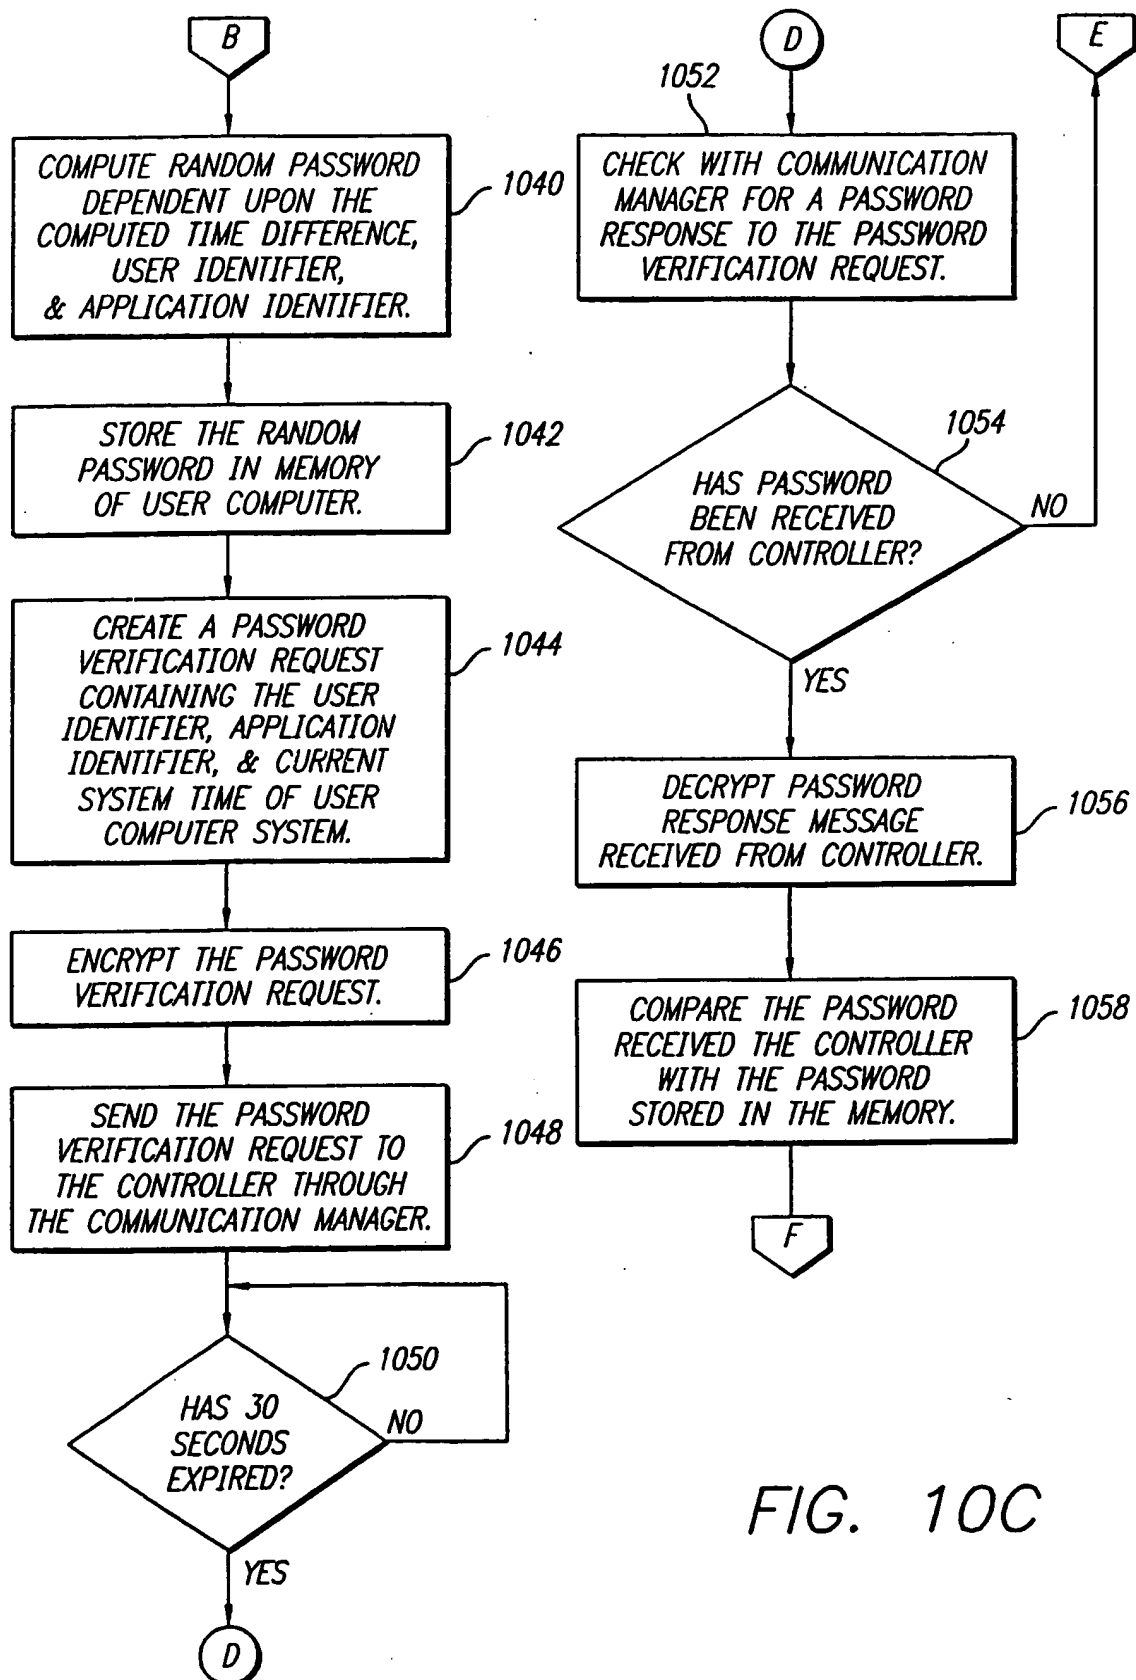 B
COMPUTE RANDOM PASSWORD
DEPENDENT UPON THE
COMPUTED TIME DIFFERENCE,
USER IDENTIFIER,
& APPLICATION IDENTIFIER.
1040
STORE THE RANDOM
PASSWORD IN MEMORY
OF USER COMPUTER.
1042
CREATE A PASSWORD
VERIFICATION REQUEST
CONTAINING THE USER
IDENTIFIER, APPLICATION
IDENTIFIER, & CURRENT
SYSTEM TIME OF USER
COMPUTER SYSTEM.
1044
ENCRYPT THE PASSWORD
VERIFICATION REQUEST.
1046
SEND THE PASSWORD
VERIFICATION REQUEST TO
THE CONTROLLER THROUGH
THE COMMUNICATION MANAGER.
1048
HAS 30
SECONDS
EXPIRED?
1050
NO
YES
D
D
1052
CHECK WITH COMMUNICATION
MANAGER FOR A PASSWORD
RESPONSE TO THE PASSWORD
VERIFICATION REQUEST.
HAS PASSWORD
BEEN RECEIVED
FROM CONTROLLER?
1054
NO
E
YES
DECRYPT PASSWORD
RESPONSE MESSAGE
RECEIVED FROM CONTROLLER.
1056
COMPARE THE PASSWORD
RECEIVED THE CONTROLLER
WITH THE PASSWORD
STORED IN THE MEMORY.
1058
F
FIG. 10C